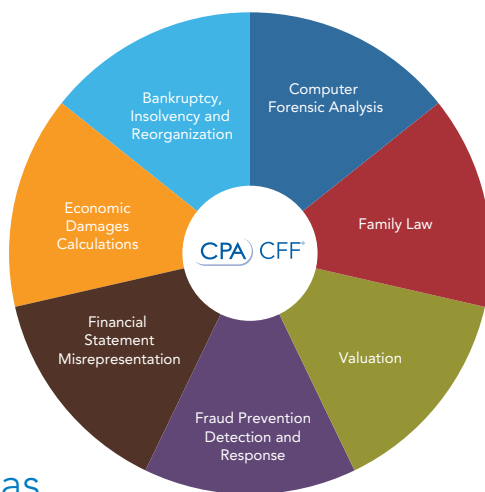 Bankruptcy,
Insolvency and
Reorganization
Computer
Forensic Analysis
Economic
Damages
Calculations
CPA CFF®
Family Law
Financial
Statement
Misrepresentation
Valuation
Fraud Prevention
Detection and
Response
as